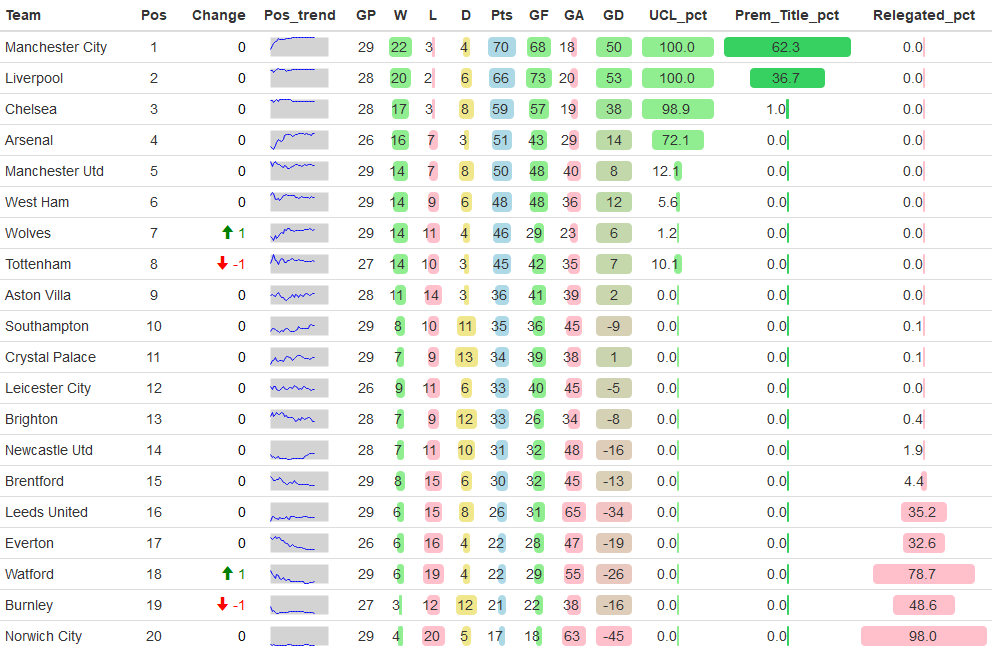 Team Pos Change Pos_trend GP W L D Pts GF GA GD UCL_pct Prem_Title_pct Relegated_pct
Manchester City 1 0 29 22 3 4 70 68 18 50 100.0 62.3 0.0
Liverpool 2 0 28 20 2 6 66 73 20 53 100.0 36.7 0.0
Chelsea 3 0 28 17 3 8 59 57 19 38 98.9 1.0 0.0
Arsenal 4 0 26 16 7 3 51 43 29 14 72.1 0.0 0.0
Manchester Utd 5 0 29 14 7 8 50 48 40 8 12.1 0.0 0.0
West Ham 6 0 29 14 9 6 48 48 36 12 5.6 0.0 0.0
Wolves 7 1 29 14 11 4 46 29 23 6 1.2 0.0 0.0
Tottenham 8 -1 27 14 10 3 45 42 35 7 10.1 0.0 0.0
Aston Villa 9 0 28 11 14 3 36 41 39 2 0.0 0.0 0.0
Southampton 10 0 29 8 10 11 35 36 45 -9 0.0 0.0 0.1
Crystal Palace 11 0 29 7 9 13 34 39 38 1 0.0 0.0 0.1
Leicester City 12 0 26 9 11 6 33 40 45 -5 0.0 0.0 0.0
Brighton 13 0 28 7 9 12 33 26 34 -8 0.0 0.0 0.4
Newcastle Utd 14 0 28 7 11 10 31 32 48 -16 0.0 0.0 1.9
Brentford 15 0 29 8 15 6 30 32 45 -13 0.0 0.0 4.4
Leeds United 16 0 29 6 15 8 26 31 65 -34 0.0 0.0 35.2
Everton 17 0 26 6 16 4 22 28 47 -19 0.0 0.0 32.6
Watford 18 1 29 6 19 4 22 29 55 -26 0.0 0.0 78.7
Burnley 19 -1 27 3 12 12 21 22 38 -16 0.0 0.0 48.6
Norwich City 20 0 29 4 20 5 17 18 63 -45 0.0 0.0 98.0